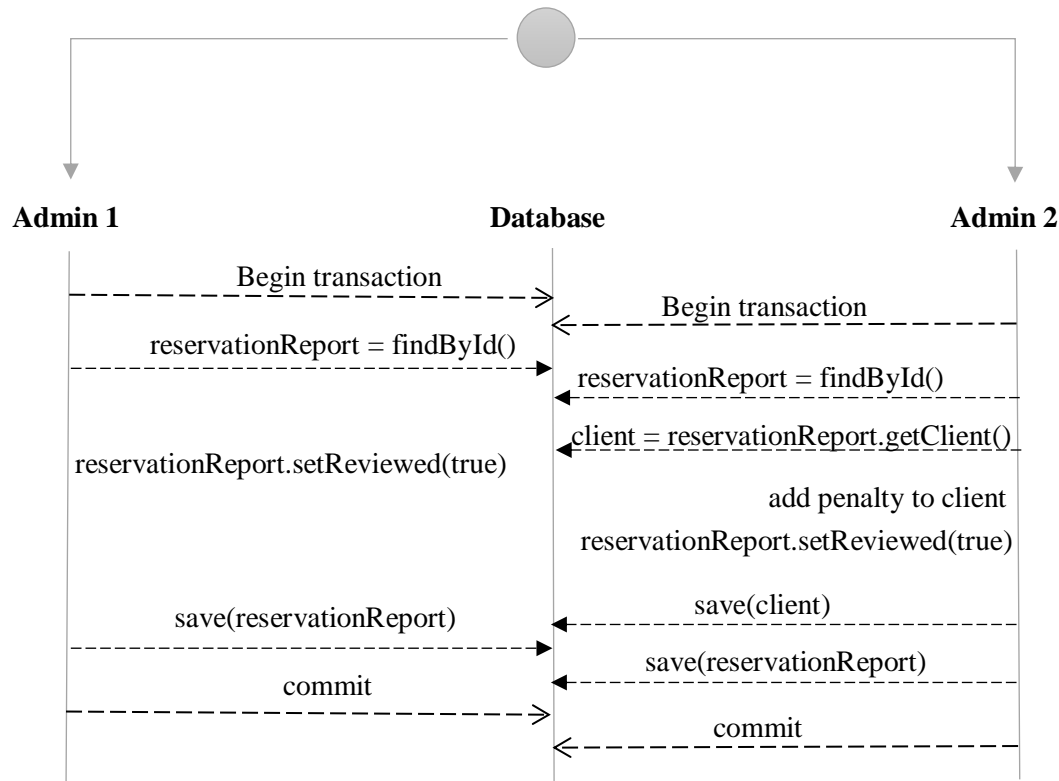 Admin 1
Database
Admin 2
Begin transaction
Begin transaction
reservationReport = findById()
reservationReport = findById()
client = reservationReport.getClient()
reservationReport.setReviewed(true)
add penalty to client
reservationReport.setReviewed(true)
save(client)
save(reservationReport)
save(reservationReport)
commit
commit